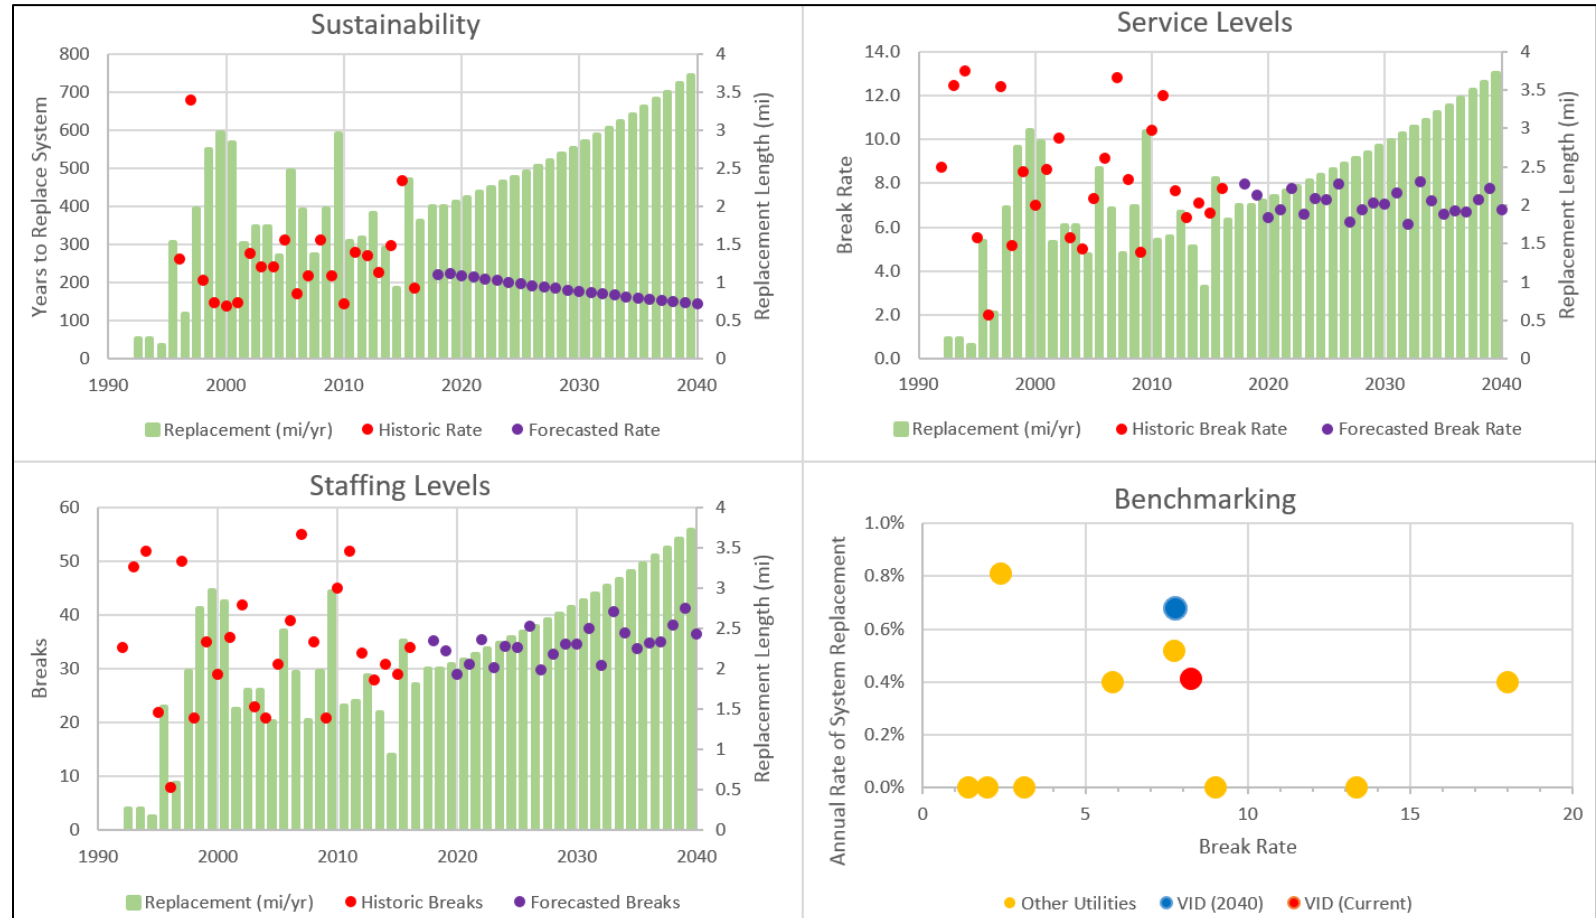 Sustainability
800
700
600
500
400
300
200
100
0
Years to Replace System
4
3.5
3
2.5
2
1.5
1
0.5
0
Replacement Length (mi)
1990 2000 2010 2020 2030 2040
Replacement (mi/yr) Historic Rate Forecasted Rate
Service Levels
14.0
12.0
10.0
8.0
6.0
4.0
2.0
0.0
Break Rate
4
3.5
3
2.5
2
1.5
1
0.5
0
Replacement Length (mi)
1990 2000 2010 2020 2030 2040
Replacement (mi/yr) Historic Break Rate Forecasted Break Rate
Staffing Levels
60
50
40
30
20
10
0
Breaks
4
3.5
3
2.5
2
1.5
1
0.5
0
Replacement Length (mi)
1990 2000 2010 2020 2030 2040
Replacement (mi/yr) Historic Breaks Forecasted Breaks
Benchmarking
1.0%
0.8%
0.6%
0.4%
0.2%
0.0%
Annual Rate of System Replacement
0 5 10 15 20
Break Rate
Other Utilities VID (2040) VID (Current)